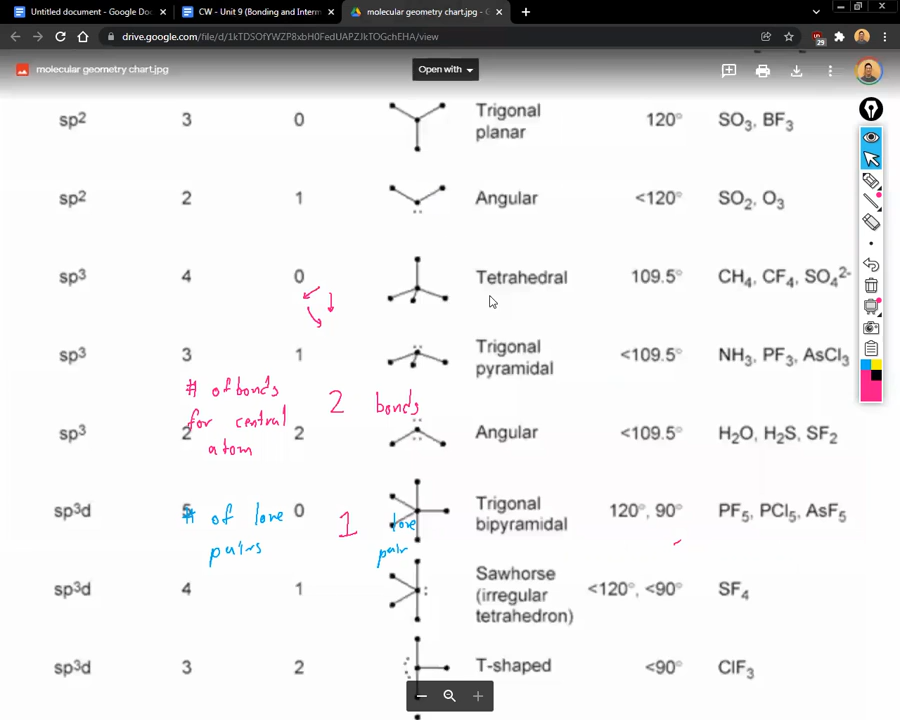 Untitled document - Google Doc
CW - Unit 9 (Bonding and Interm
molecular geometry chart.jpg - G
drive.google.com/file/d/1kTDSOfYWZP8xbH0FedUAPZJkTOGchEHA/view
29
molecular geometry chart.jpg
Open with
sp2 3 0 Trigonal planar 120° SO3, BF3
sp2 2 1 Angular <120° SO2, O3
sp3 4 0 Tetrahedral 109.5° CH4, CF4, SO4 2-
sp3 3 1 Trigonal pyramidal <109.5° NH3, PF3, AsCl3
# of bonds
for central
atom
2 bonds
sp3 2 2 Angular <109.5° H2O, H2S, SF2
sp3d 5 0 Trigonal bipyramidal 120°, 90° PF5, PCl5, AsF5
# of lone
pairs
1 lone
pair
sp3d 4 1 Sawhorse (irregular tetrahedron) <120°, <90° SF4
sp3d 3 2 T-shaped <90° ClF3